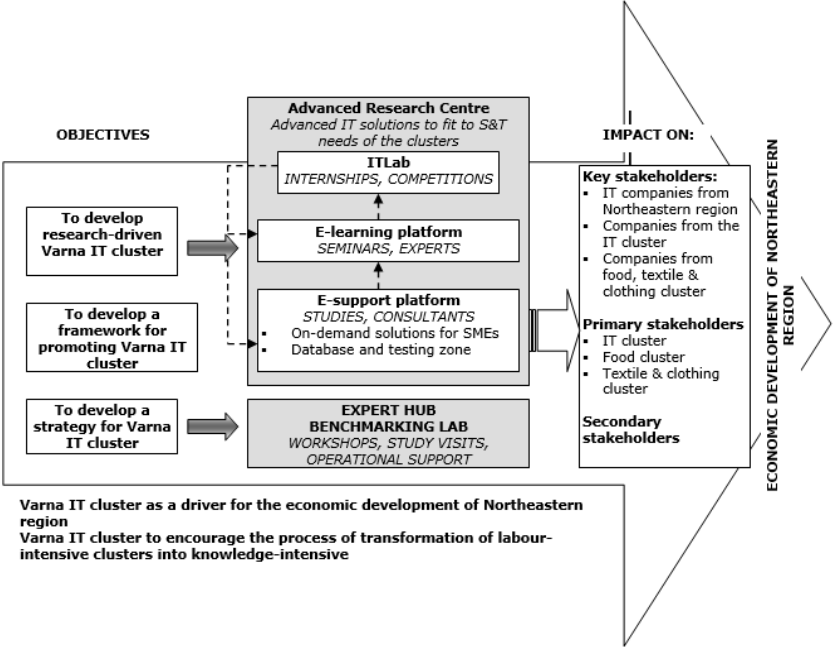 OBJECTIVES
To develop
research-driven
Varna IT cluster
To develop a
framework for
promoting Varna IT
cluster
To develop a
strategy for Varna
IT cluster
Advanced Research Centre
Advanced IT solutions to fit to S&T
needs of the clusters
ITLab
INTERNSHIPS, COMPETITIONS
E-learning platform
SEMINARS, EXPERTS
E-support platform
STUDIES, CONSULTANTS
▪ On-demand solutions for SMEs
▪ Database and testing zone
EXPERT HUB
BENCHMARKING LAB
WORKSHOPS, STUDY VISITS,
OPERATIONAL SUPPORT
IMPACT ON:
Key stakeholders:
▪ IT companies from
Northeastern region
▪ Companies from the
IT cluster
▪ Companies from
food, textile &
clothing cluster
Primary stakeholders
▪ IT cluster
▪ Food cluster
▪ Textile & clothing
cluster
Secondary
stakeholders
ECONOMIC DEVELOPMENT OF NORTHEASTERN
REGION
Varna IT cluster as a driver for the economic development of Northeastern
region
Varna IT cluster to encourage the process of transformation of labour-
intensive clusters into knowledge-intensive